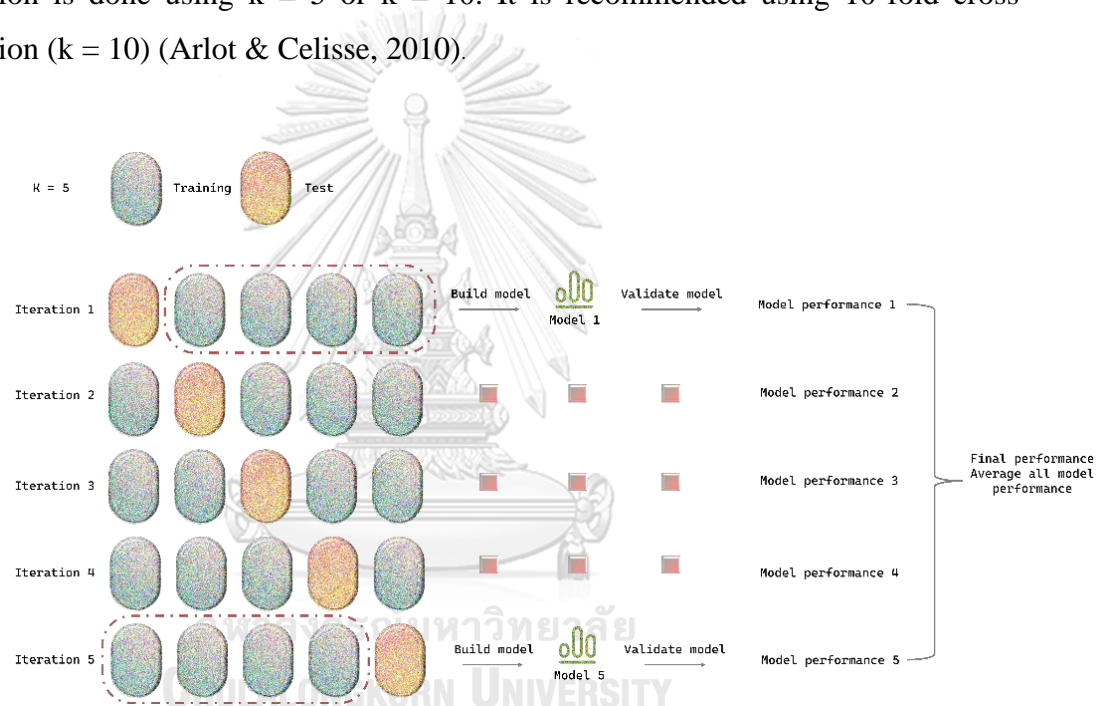 is done using k = 5 or k = 10. It is recommended using 10-fold cross
(k = 10) (Arlot & Celisse, 2010).
K = 5 Training Test
Iteration 1 Build model Model 1 Validate model Model performance 1
Iteration 2 Model performance 2
Iteration 3 Model performance 3
Final performance
Average all model
performance
Iteration 4 Model performance 4
Iteration 5 Build model Model 5 Validate model Model performance 5
UNIVERSITY